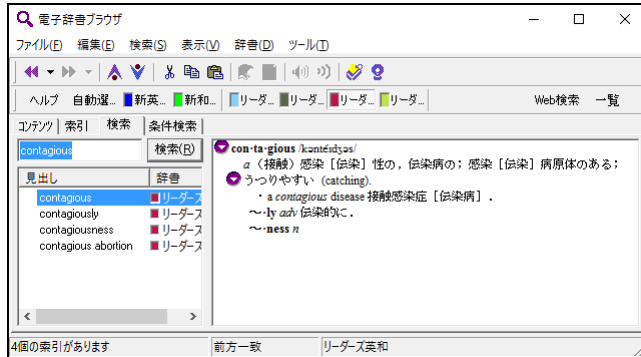 電子辞書ブラウザ
ファイル(F) 編集(E) 検索(S) 表示(V) 辞書(D) ツール(T)
ヘルプ 自動選... 新英... 新和... リーダ... リーダ... リーダ... リーダ... Web検索 一覧
コンテンツ 索引 検索 条件検索
contagious 検索(R)
見出し 辞書
contagious リーダーズ
contagiously リーダーズ
contagiousness リーダーズ
contagious abortion リーダーズ
con·ta·gious /kəntéɪdʒəs/
a 〈接触〉感染［伝染］性の, 伝染病の; 感染［伝染］病原体のある;
うつりやすい (catching).
・a contagious disease 接触感染症［伝染病］.
～·ly adv 伝染的に.
～·ness n
4個の索引があります 前方一致 リーダーズ英和